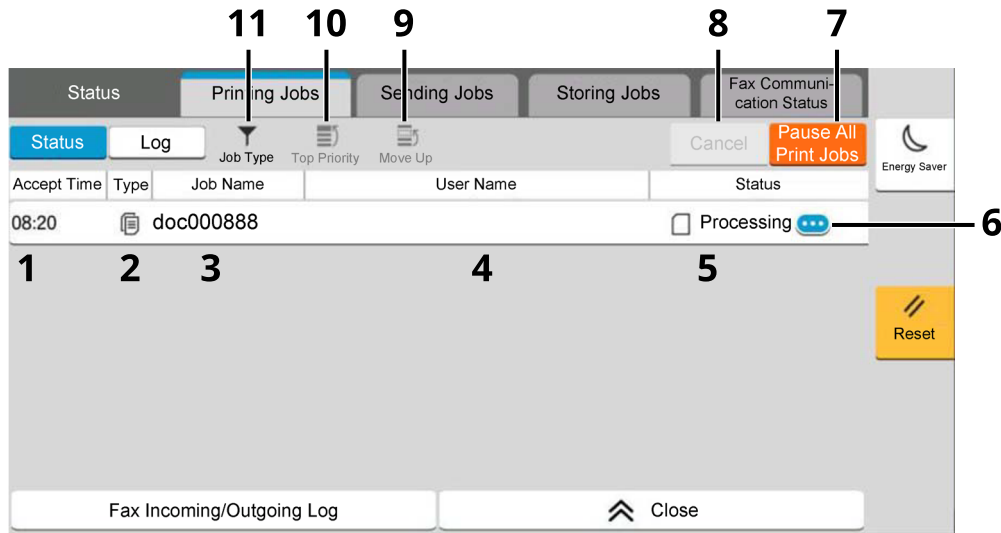 11 10 9 8 7
Status Printing Jobs Sending Jobs Storing Jobs Fax Communi-
cation Status
Status Log Job Type Top Priority Move Up Cancel Pause All
Print Jobs
Energy Saver
Accept Time Type Job Name User Name Status
08:20 doc000888 Processing 6
1 2 3 4 5
Reset
Fax Incoming/Outgoing Log Close